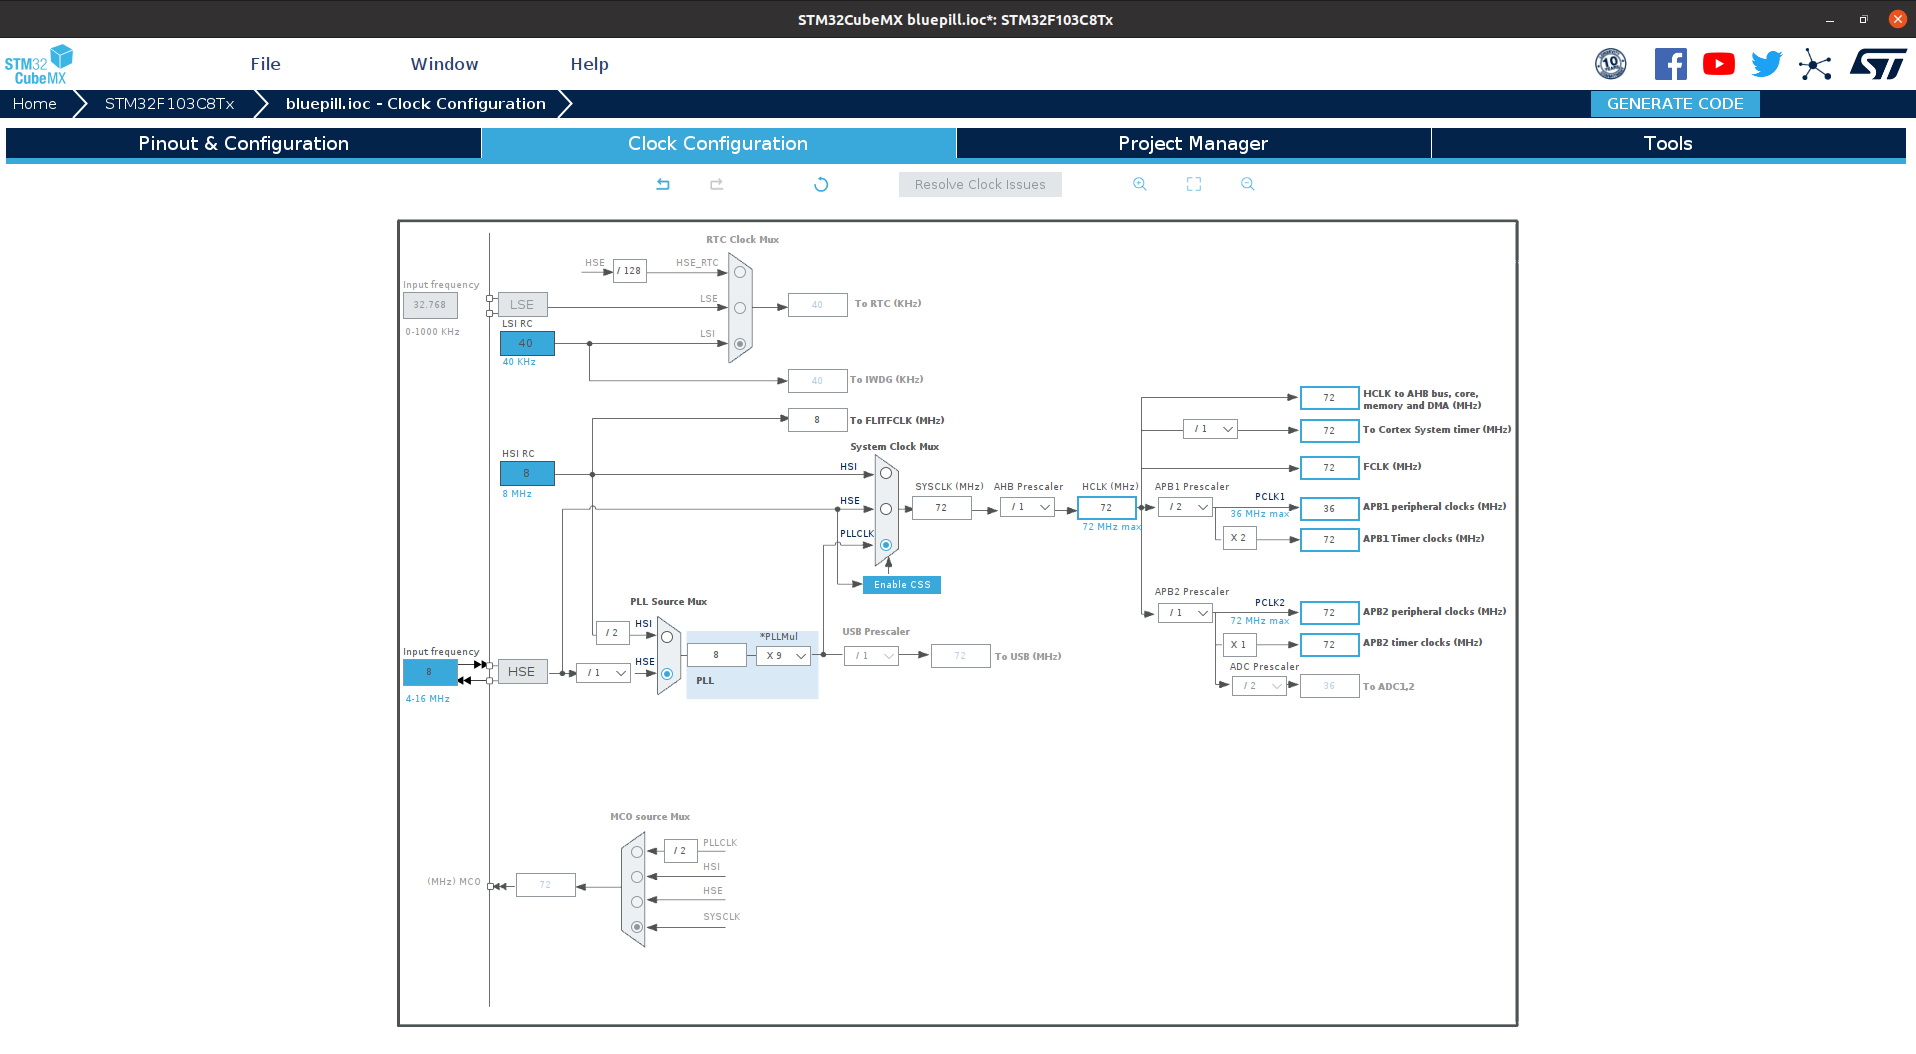 STM32CubeMX bluepill.ioc*: STM32F103C8Tx
STM32
CubeMX
File
Window
Help
10
ST
Home
STM32F103C8Tx
bluepill.ioc - Clock Configuration
GENERATE CODE
Pinout & Configuration
Clock Configuration
Project Manager
Tools
Resolve Clock Issues
RTC Clock Mux
HSE
/ 128
HSE_RTC
Input frequency
32.768
0-1000 KHz
LSE
LSE
40
To RTC (KHz)
LSI RC
40
40 KHz
LSI
40
To IWDG (KHz)
8
To FLITFCLK (MHz)
System Clock Mux
HSI RC
8
8 MHz
HSI
HSE
PLLCLK
SYSCLK (MHz)
72
AHB Prescaler
/ 1
HCLK (MHz)
72
72 MHz max
Enable CSS
72
HCLK to AHB bus, core,
memory and DMA (MHz)
/ 1
72
To Cortex System timer (MHz)
72
FCLK (MHz)
APB1 Prescaler
/ 2
PCLK1
36 MHz max
36
APB1 peripheral clocks (MHz)
X 2
72
APB1 Timer clocks (MHz)
APB2 Prescaler
/ 1
PCLK2
72 MHz max
72
APB2 peripheral clocks (MHz)
X 1
72
APB2 timer clocks (MHz)
ADC Prescaler
/ 2
36
To ADC1,2
PLL Source Mux
/ 2
HSI
Input frequency
8
4-16 MHz
HSE
/ 1
HSE
8
*PLLMul
X 9
PLL
USB Prescaler
/ 1
72
To USB (MHz)
MCO source Mux
/ 2
PLLCLK
HSI
HSE
SYSCLK
(MHz) MCO
72